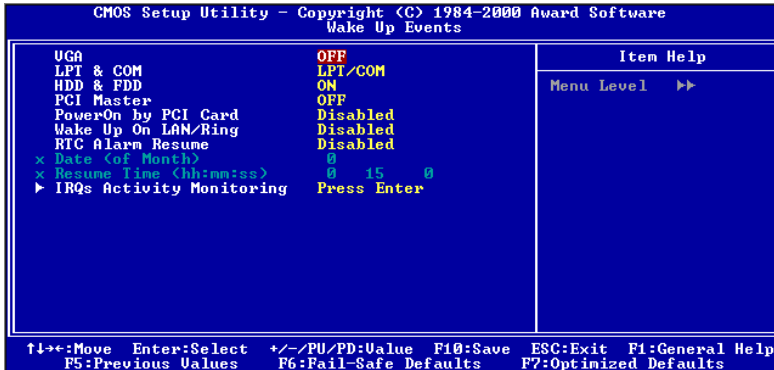 CMOS Setup Utility - Copyright (C) 1984-2000 Award Software
Wake Up Events
VGA OFF
LPT & COM LPT/COM
HDD & FDD ON
PCI Master OFF
PowerOn by PCI Card Disabled
Wake Up On LAN/Ring Disabled
RTC Alarm Resume Disabled
x Date (of Month) 0
x Resume Time (hh:mm:ss) 0 15 0
► IRQs Activity Monitoring Press Enter
Item Help
Menu Level ►►
↑↓→←:Move Enter:Select +/-/PU/PD:Value F10:Save ESC:Exit F1:General Help
F5:Previous Values F6:Fail-Safe Defaults F7:Optimized Defaults